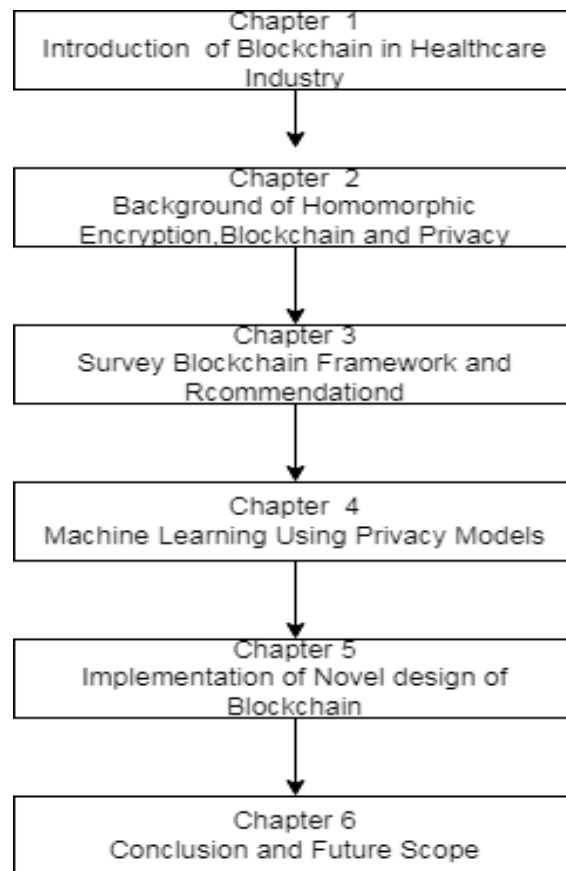 Chapter 1
Introduction of Blockchain in Healthcare
Industry
Chapter 2
Background of Homomorphic
Encryption,Blockchain and Privacy
Chapter 3
Survey Blockchain Framework and
Rcommendationd
Chapter 4
Machine Learning Using Privacy Models
Chapter 5
Implementation of Novel design of
Blockchain
Chapter 6
Conclusion and Future Scope